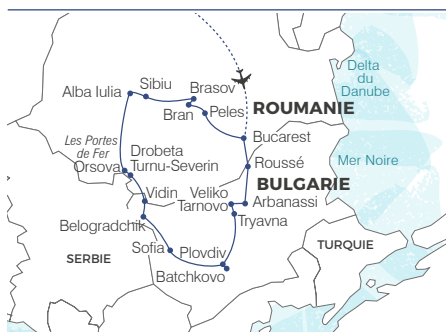 Sibiu
Alba Iulia
Brasov
Bran
Peles
ROUMANIE
Delta
du
Danube
Bucarest
Les Portes
de Fer
Orsova
Drobeta
Turnu-Severin
Roussé
Mer Noire
BULGARIE
Vidin
Veliko
Tarnovo
Arbanassi
Tryavna
Belogradchik
Sofia
Plovdiv
Batchkovo
SERBIE
TURQUIE